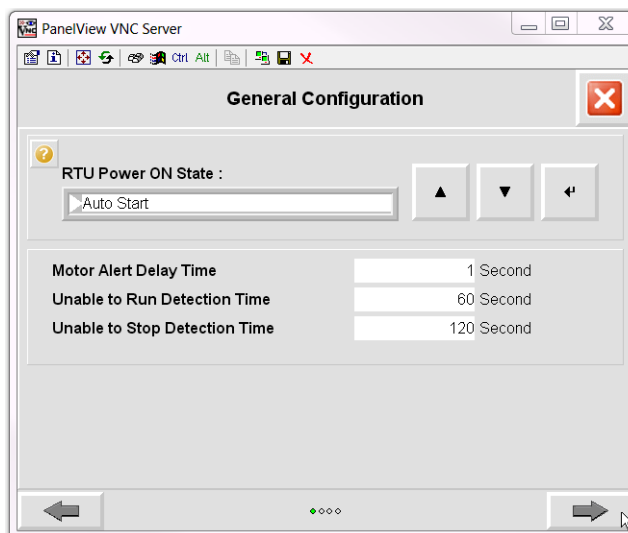 PanelView VNC Server
Ctrl Alt
General Configuration
RTU Power ON State :
Auto Start
Motor Alert Delay Time 1 Second
Unable to Run Detection Time 60 Second
Unable to Stop Detection Time 120 Second